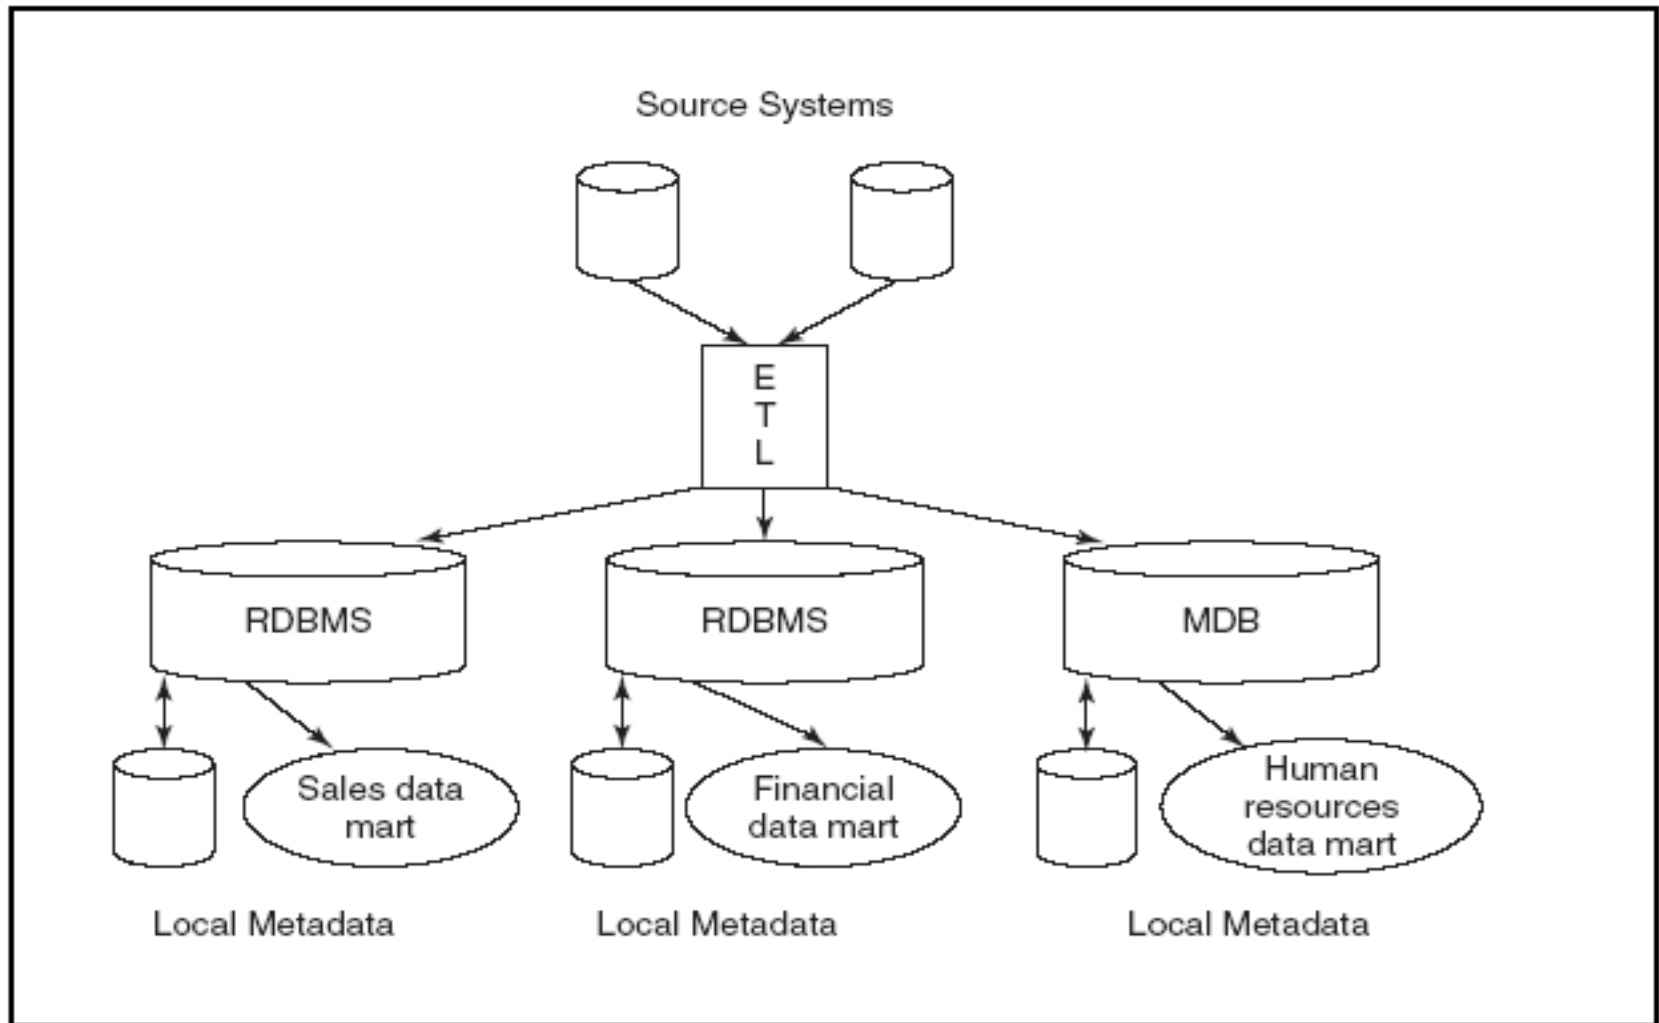 Source Systems
E
T
L
RDBMS
RDBMS
MDB
Sales data
mart
Financial
data mart
Human
resources
data mart
Local Metadata
Local Metadata
Local Metadata